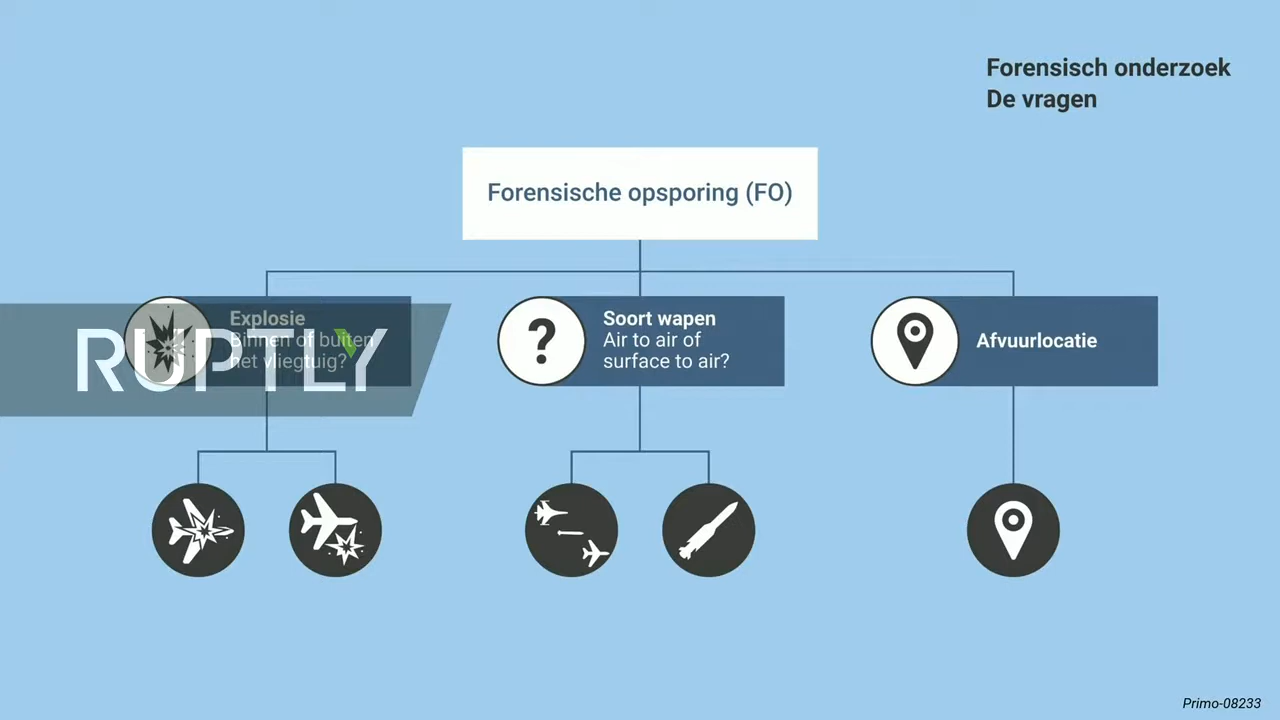 Forensisch onderzoek
De vragen
Forensische opsporing (FO)
Explosie
Binnen of buiten
het vliegtuig?
RUPTLY
Soort wapen
Air to air of
surface to air?
?
Afvuurlocatie
Primo-08233